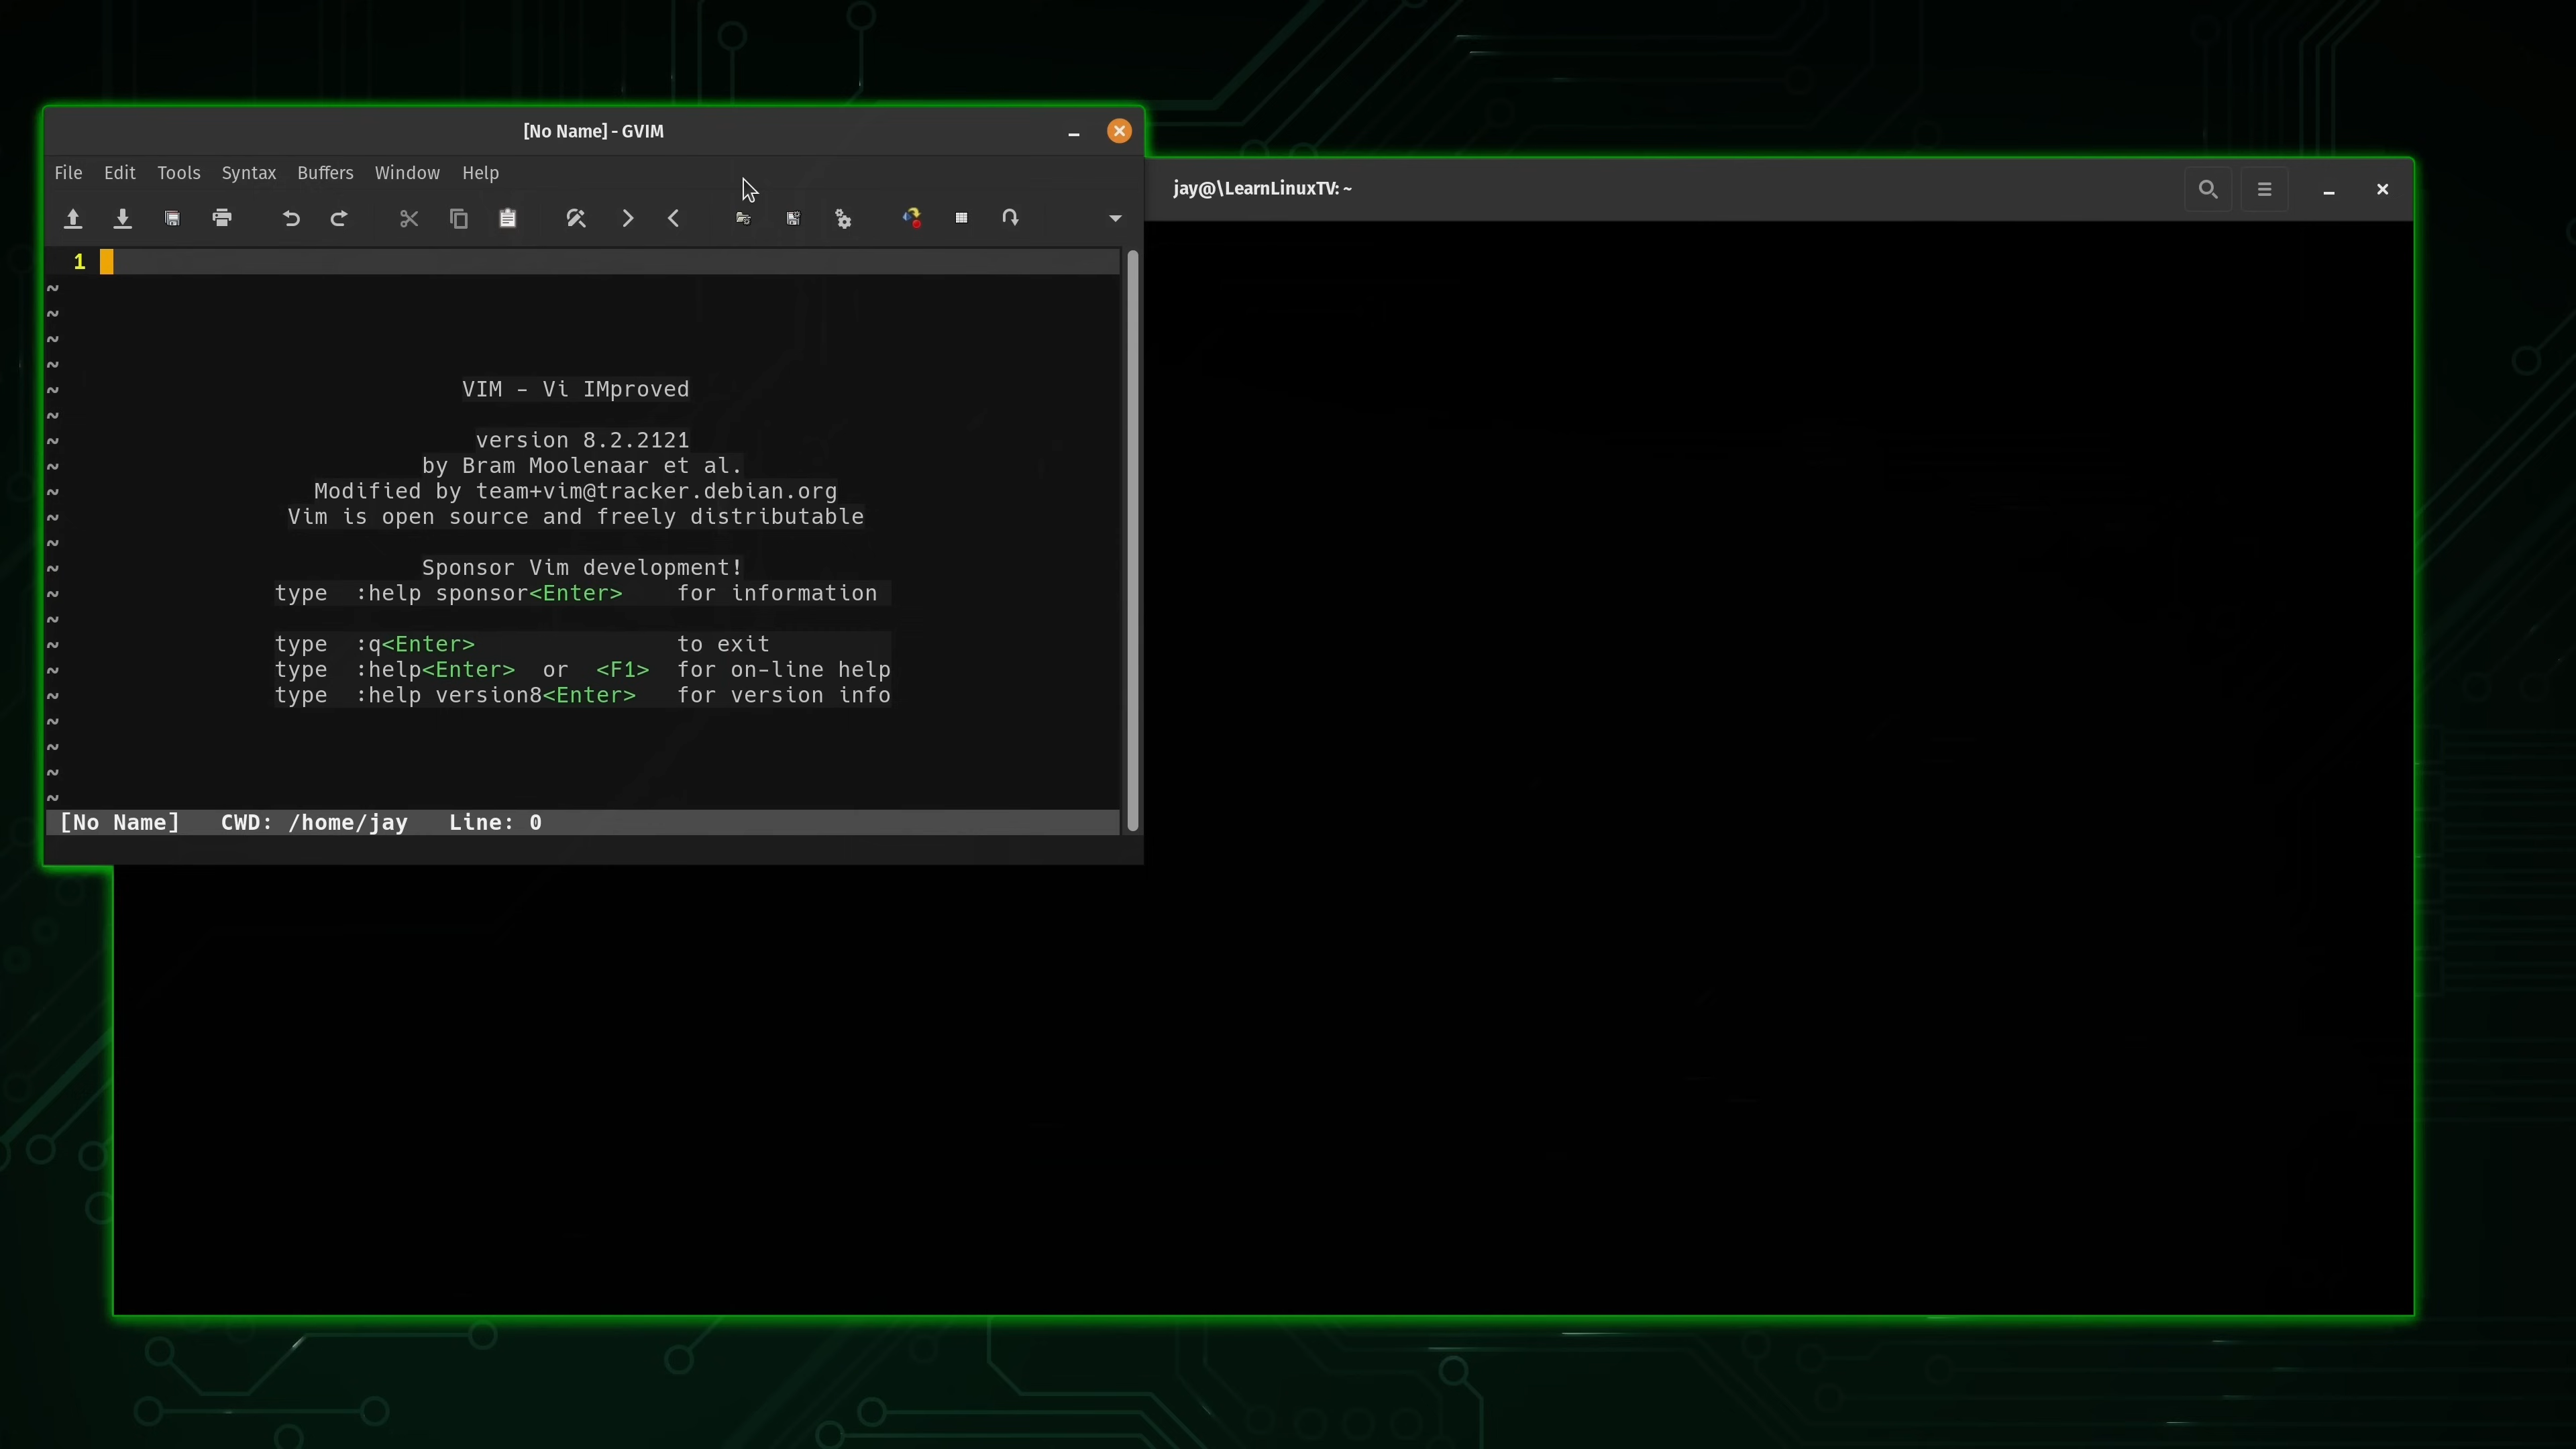 [No Name] - GVIM
File Edit Tools Syntax Buffers Window Help
jay@\LearnLinuxTV: ~
1
~
~
~
~
~ VIM - Vi IMproved
~
~ version 8.2.2121
~ by Bram Moolenaar et al.
~ Modified by team+vim@tracker.debian.org
~ Vim is open source and freely distributable
~
~ Sponsor Vim development!
~ type :help sponsor<Enter> for information
~
~ type :q<Enter> to exit
~ type :help<Enter> or <F1> for on-line help
~ type :help version8<Enter> for version info
~
~
~
~
[No Name] CWD: /home/jay Line: 0